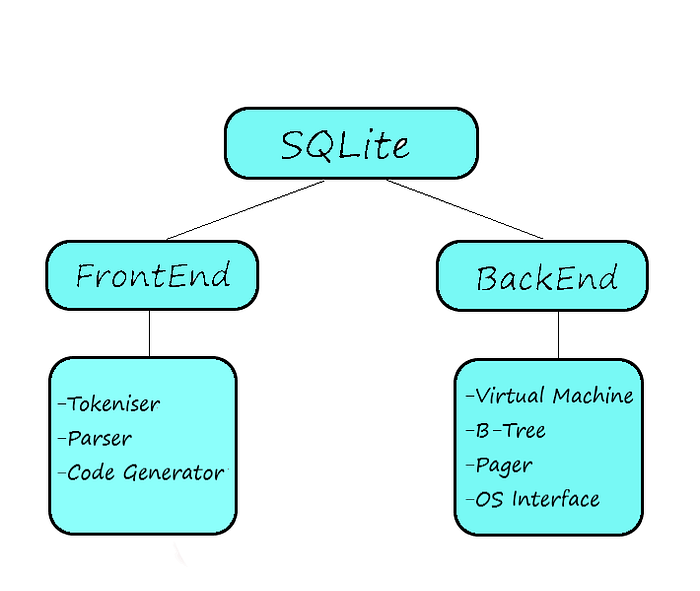 SQLite
FrontEnd
BackEnd
-Tokeniser
-Parser
-Code Generator
-Virtual Machine
-B-Tree
-Pager
-OS Interface